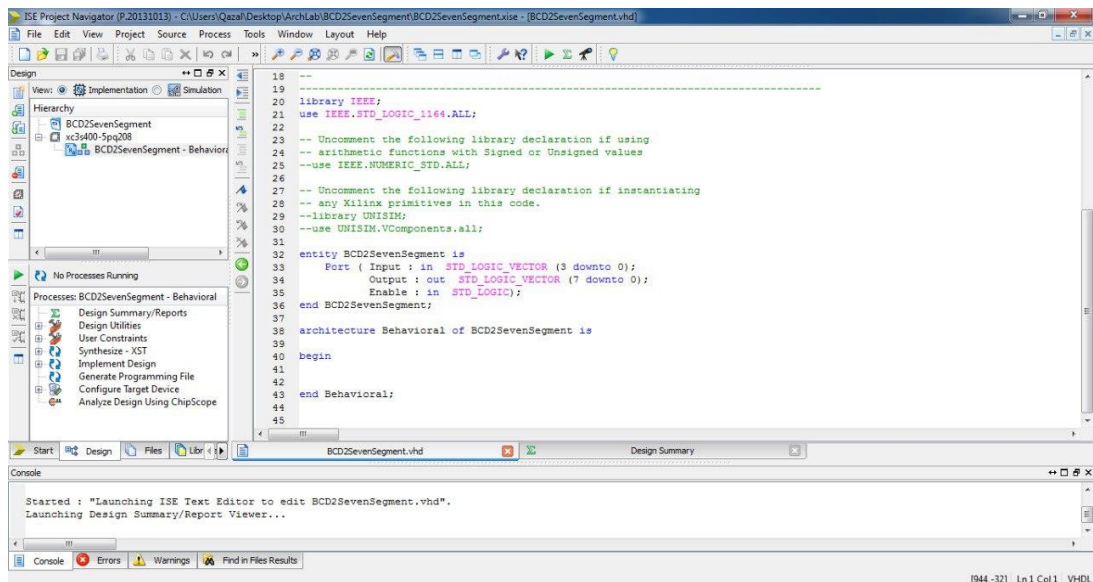 ISE Project Navigator (P.20131013) - C:\Users\Qazal\Desktop\ArchLab\BCD2SevenSegment\BCD2SevenSegment.xise - [BCD2SevenSegment.vhd]
File Edit View Project Source Process Tools Window Layout Help
Design
View: Implementation Simulation
Hierarchy
BCD2SevenSegment
xc3s400-5pq208
BCD2SevenSegment - Behaviora
No Processes Running
Processes: BCD2SevenSegment - Behavioral
Design Summary/Reports
Design Utilities
User Constraints
Synthesize - XST
Implement Design
Generate Programming File
Configure Target Device
Analyze Design Using ChipScope
Start Design Files Libr
18 --
19 ----------------------------------------------------------------------------------
20 library IEEE;
21 use IEEE.STD_LOGIC_1164.ALL;
22
23 -- Uncomment the following library declaration if using
24 -- arithmetic functions with Signed or Unsigned values
25 --use IEEE.NUMERIC_STD.ALL;
26
27 -- Uncomment the following library declaration if instantiating
28 -- any Xilinx primitives in this code.
29 --library UNISIM;
30 --use UNISIM.VComponents.all;
31
32 entity BCD2SevenSegment is
33 Port ( Input : in STD_LOGIC_VECTOR (3 downto 0);
34 Output : out STD_LOGIC_VECTOR (7 downto 0);
35 Enable : in STD_LOGIC);
36 end BCD2SevenSegment;
37
38 architecture Behavioral of BCD2SevenSegment is
39
40 begin
41
42
43 end Behavioral;
44
45
BCD2SevenSegment.vhd Design Summary
Console
Started : "Launching ISE Text Editor to edit BCD2SevenSegment.vhd".
Launching Design Summary/Report Viewer...
Console Errors Warnings Find in Files Results
[944,-32] Ln 1 Col 1 VHDL